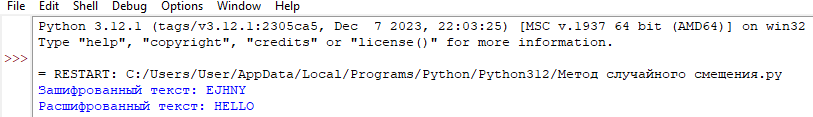 File Edit Shell Debug Options Window Help
Python 3.12.1 (tags/v3.12.1:2305ca5, Dec  7 2023, 22:03:25) [MSC v.1937 64 bit (AMD64)] on win32
Type "help", "copyright", "credits" or "license()" for more information.
>>>
= RESTART: C:/Users/User/AppData/Local/Programs/Python/Python312/Метод случайного смещения.py
Зашифрованный текст: EJHNY
Расшифрованный текст: HELLO